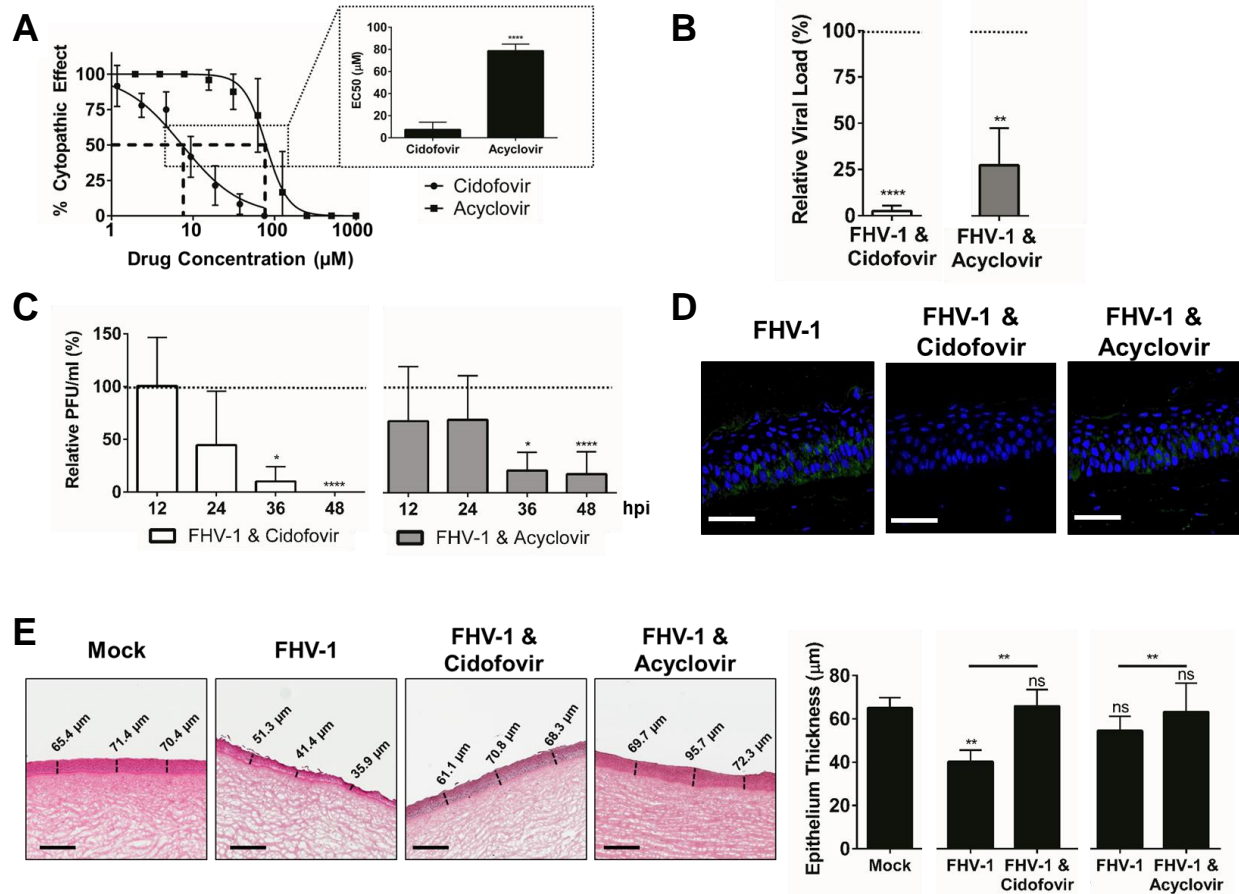 A
% Cytopathic Effect
100
75
50
25
0
1
10
100
1000
Drug Concentration (µM)
EC50 (µM)
100
80
60
40
20
0
****
Cidofovir
Acyclovir
Cidofovir
Acyclovir
B
Relative Viral Load (%)
100
75
50
25
0
****
**
FHV-1 &
Cidofovir
FHV-1 &
Acyclovir
C
Relative PFU/ml (%)
150
100
50
0
*
****
*
****
12
24
36
48
12
24
36
48
hpi
FHV-1 & Cidofovir
FHV-1 & Acyclovir
D
FHV-1
FHV-1 &
Cidofovir
FHV-1 &
Acyclovir
E
Mock
FHV-1
FHV-1 &
Cidofovir
FHV-1 &
Acyclovir
65.4 µm
71.4 µm
70.4 µm
51.3 µm
41.4 µm
35.9 µm
61.1 µm
70.8 µm
68.3 µm
69.7 µm
95.7 µm
72.3 µm
Epithelium Thickness (µm)
80
60
40
20
0
**
**
ns
**
ns
ns
Mock
FHV-1
FHV-1 &
Cidofovir
FHV-1
FHV-1 &
Acyclovir